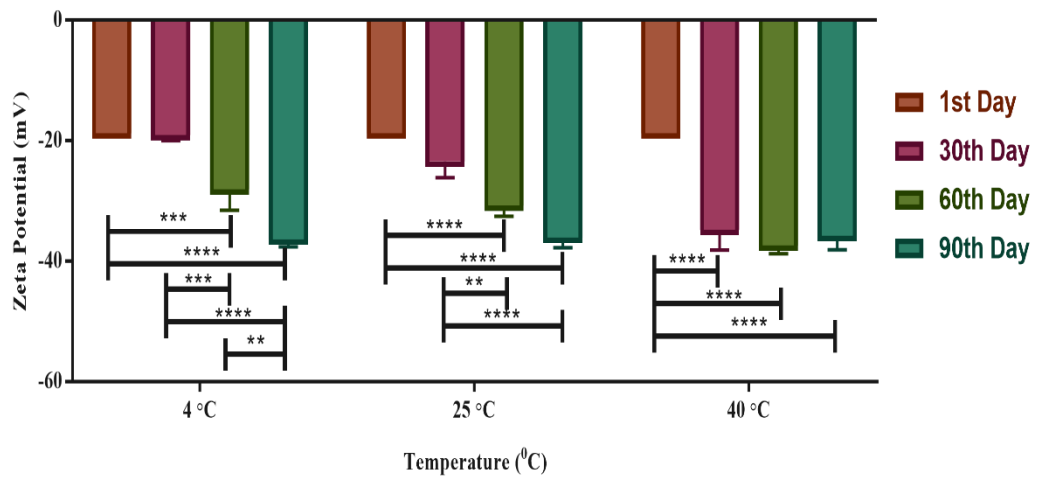 Zeta Potential (mV)
0
-20
-40
-60
***
****
***
****
**
****
****
**
****
****
****
****
4 °C
25 °C
40 °C
Temperature (⁰C)
1st Day
30th Day
60th Day
90th Day